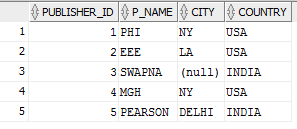 PUBLISHER_ID P_NAME CITY COUNTRY
1 1 PHI NY USA
2 2 EEE LA USA
3 3 SWAPNA (null) INDIA
4 4 MGH NY USA
5 5 PEARSON DELHI INDIA